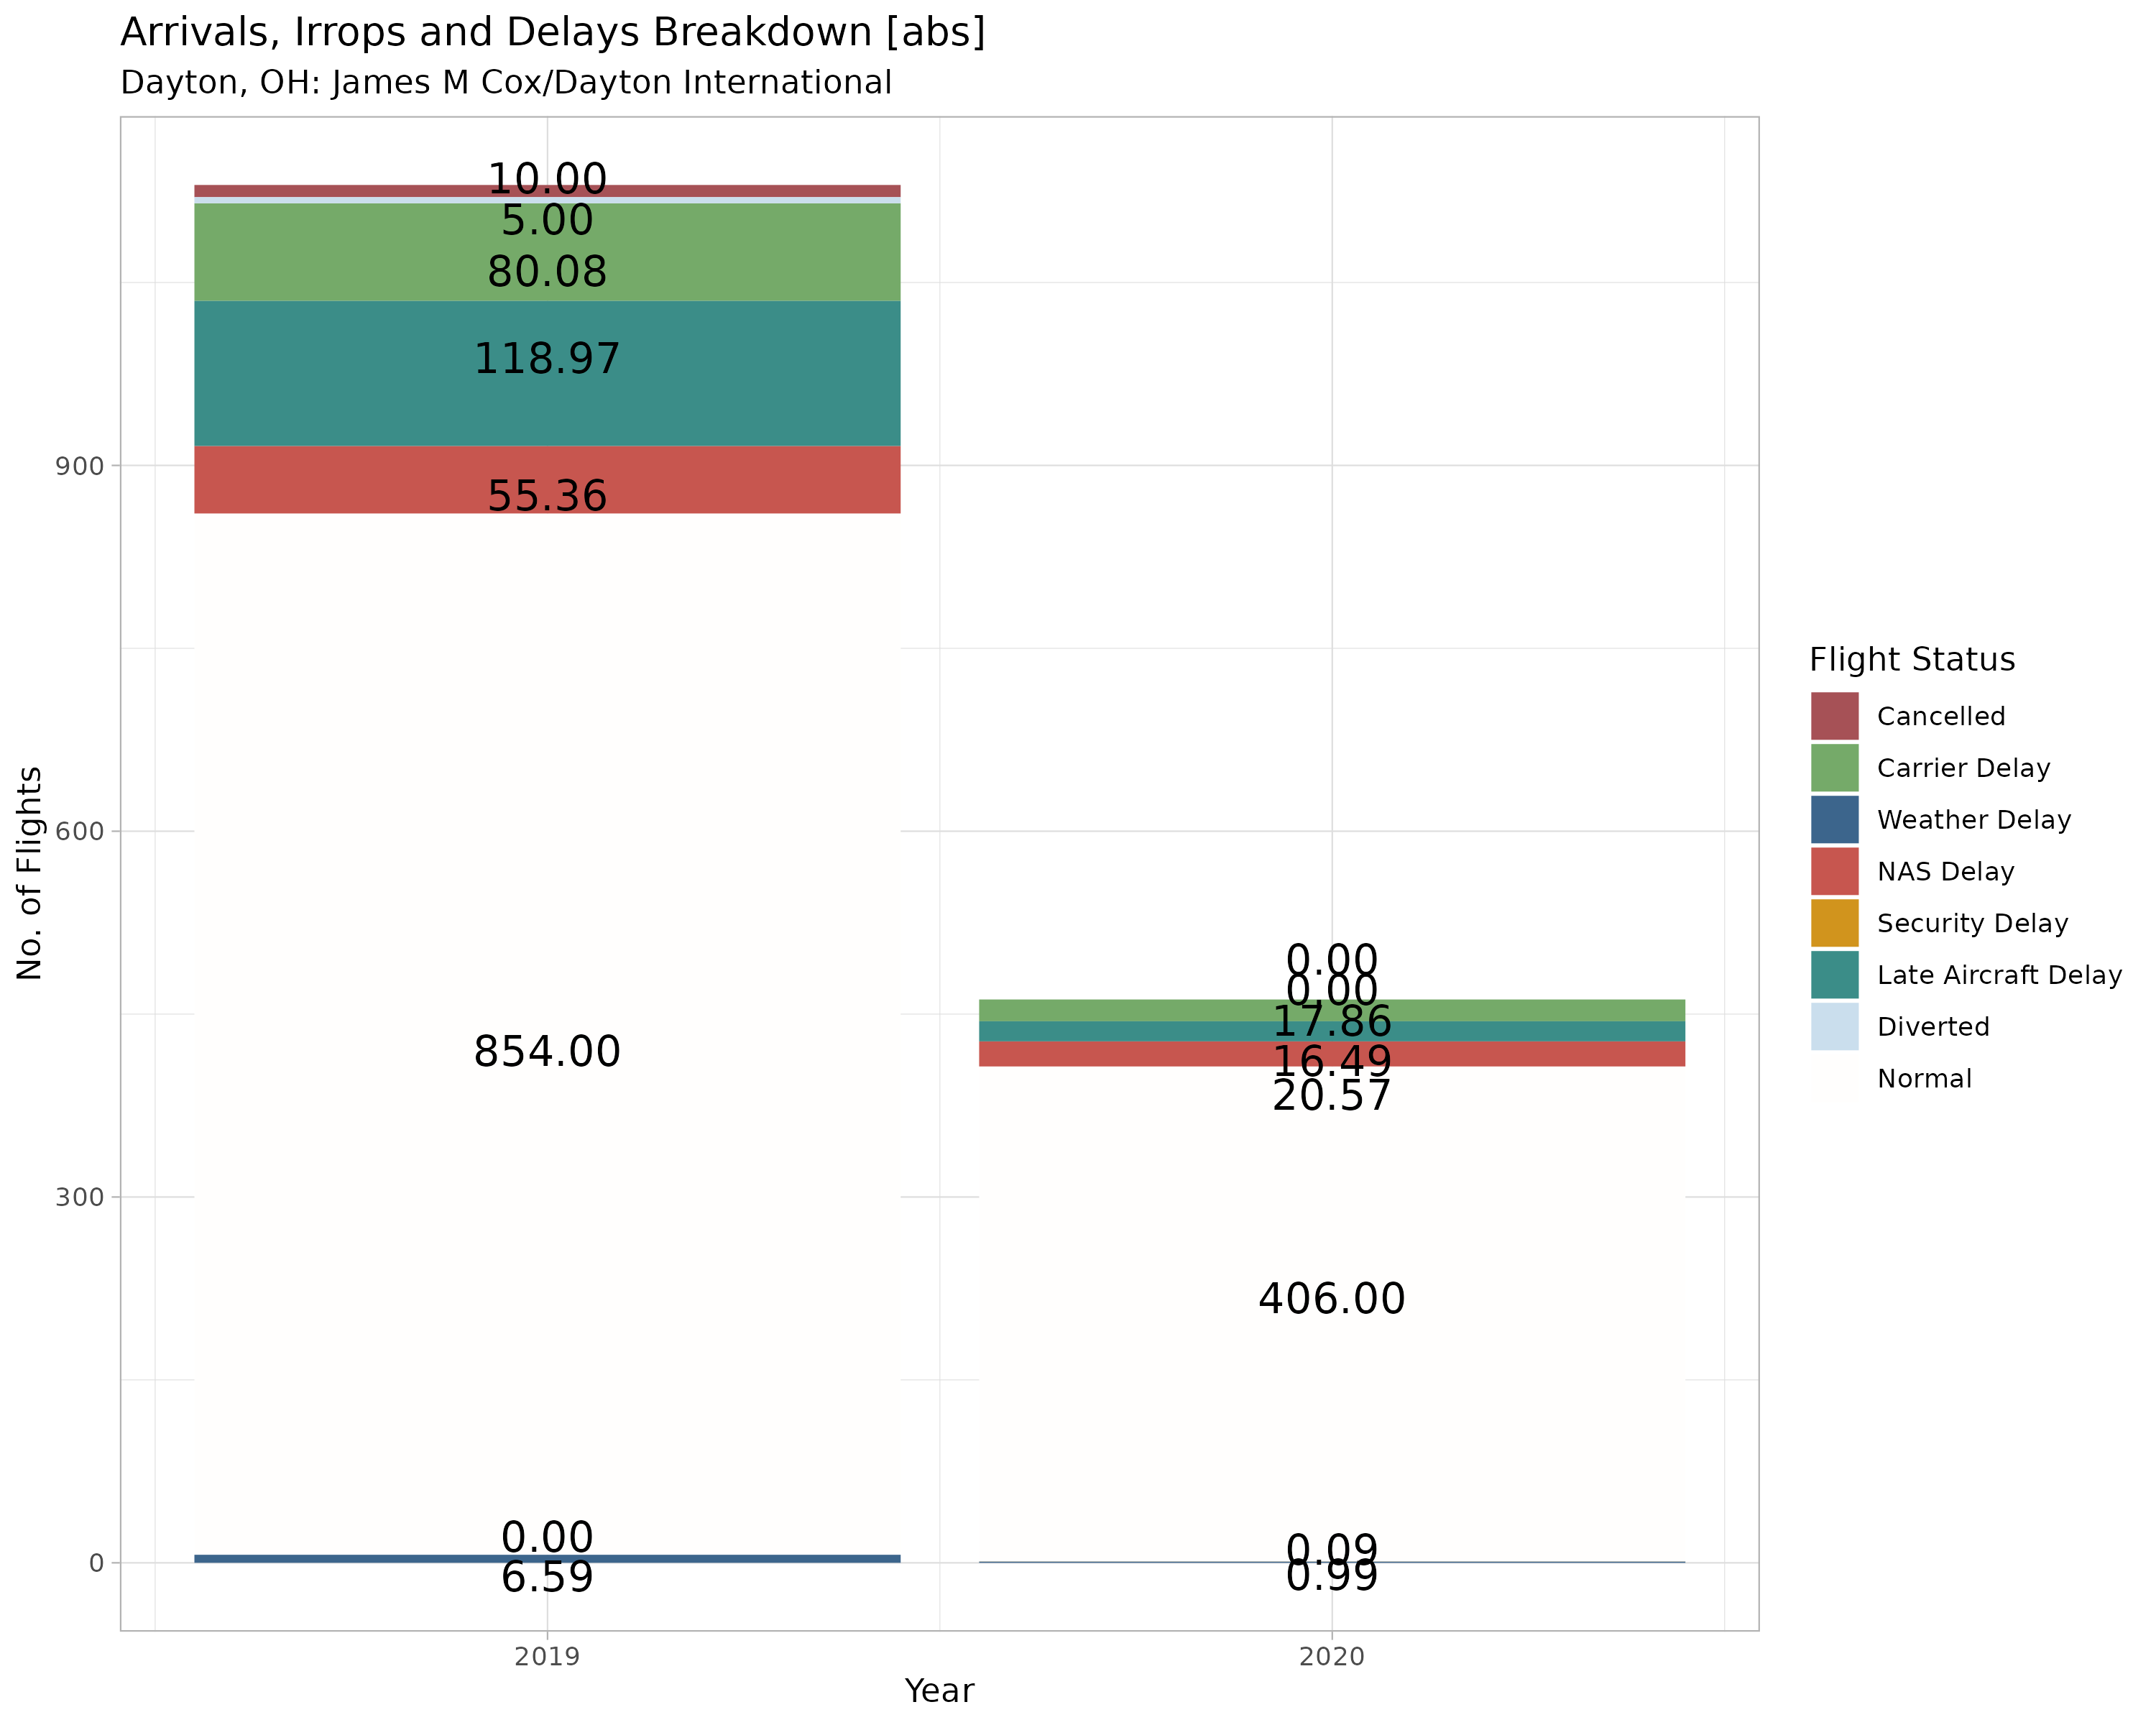 Arrivals, Irrops and Delays Breakdown [abs]
Dayton, OH: James M Cox/Dayton International
No. of Flights
900
600
300
0
10.00
5.00
80.08
118.97
55.36
854.00
0.00
6.59
0.00
0.00
17.86
16.49
20.57
406.00
0.09
0.99
2019
2020
Year
Flight Status
Cancelled
Carrier Delay
Weather Delay
NAS Delay
Security Delay
Late Aircraft Delay
Diverted
Normal